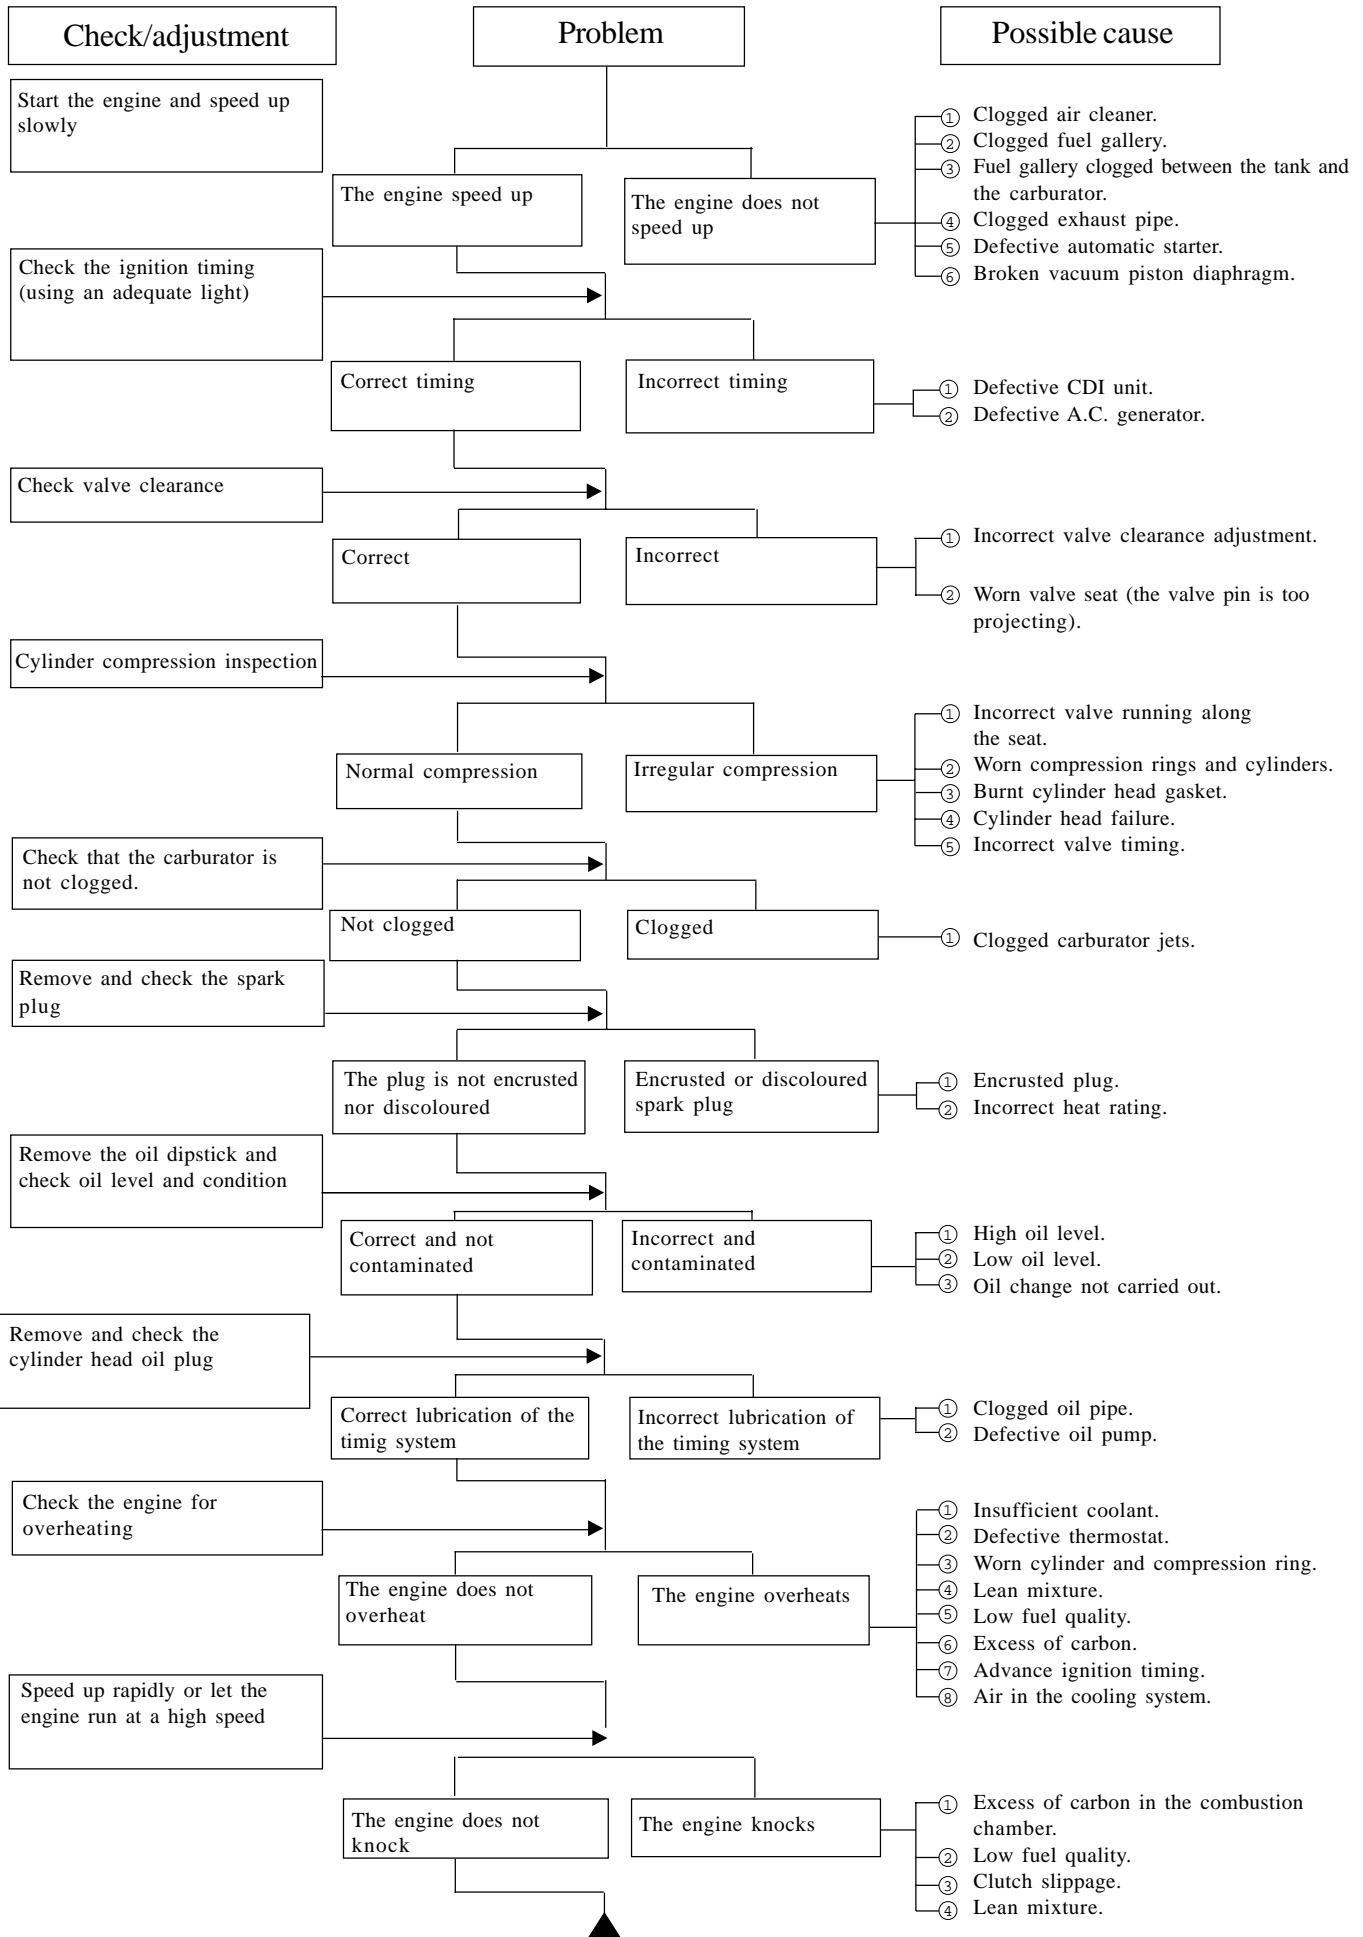 Check/adjustment
Problem
Possible cause
Start the engine and speed up
slowly
The engine speed up
The engine does not
speed up
① Clogged air cleaner.
② Clogged fuel gallery.
③ Fuel gallery clogged between the tank and
the carburator.
④ Clogged exhaust pipe.
⑤ Defective automatic starter.
⑥ Broken vacuum piston diaphragm.
Check the ignition timing
(using an adequate light)
Correct timing
Incorrect timing
① Defective CDI unit.
② Defective A.C. generator.
Check valve clearance
Correct
Incorrect
① Incorrect valve clearance adjustment.
② Worn valve seat (the valve pin is too
projecting).
Cylinder compression inspection
Normal compression
Irregular compression
① Incorrect valve running along
the seat.
② Worn compression rings and cylinders.
③ Burnt cylinder head gasket.
④ Cylinder head failure.
⑤ Incorrect valve timing.
Check that the carburator is
not clogged.
Not clogged
Clogged
① Clogged carburator jets.
Remove and check the spark
plug
The plug is not encrusted
nor discoloured
Encrusted or discoloured
spark plug
① Encrusted plug.
② Incorrect heat rating.
Remove the oil dipstick and
check oil level and condition
Correct and not
contaminated
Incorrect and
contaminated
① High oil level.
② Low oil level.
③ Oil change not carried out.
Remove and check the
cylinder head oil plug
Correct lubrication of the
timig system
Incorrect lubrication of
the timing system
① Clogged oil pipe.
② Defective oil pump.
Check the engine for
overheating
The engine does not
overheat
The engine overheats
① Insufficient coolant.
② Defective thermostat.
③ Worn cylinder and compression ring.
④ Lean mixture.
⑤ Low fuel quality.
⑥ Excess of carbon.
⑦ Advance ignition timing.
⑧ Air in the cooling system.
Speed up rapidly or let the
engine run at a high speed
The engine does not
knock
The engine knocks
① Excess of carbon in the combustion
chamber.
② Low fuel quality.
③ Clutch slippage.
④ Lean mixture.